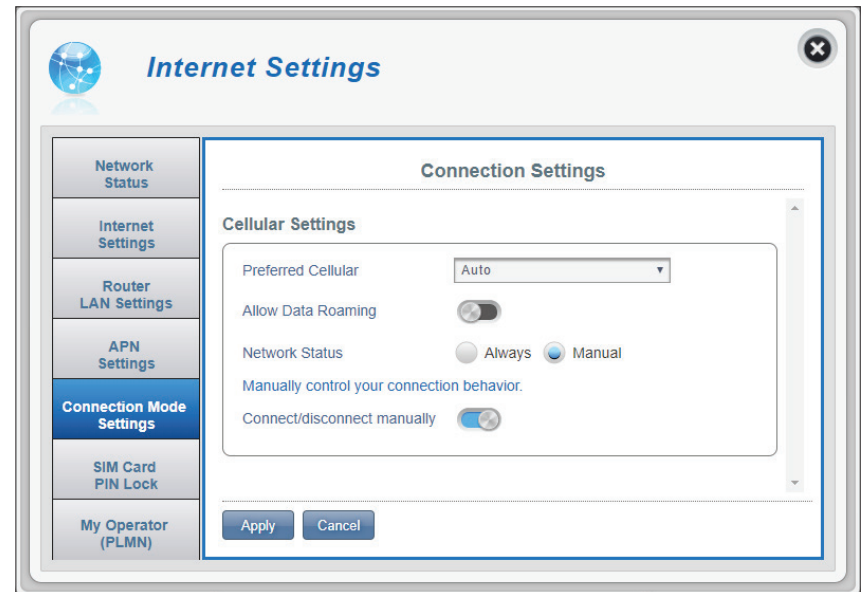 Internet Settings
Network
Status
Internet
Settings
Router
LAN Settings
APN
Settings
Connection Mode
Settings
SIM Card
PIN Lock
My Operator
(PLMN)
Connection Settings
Cellular Settings
Preferred Cellular Auto
Allow Data Roaming
Network Status Always Manual
Manually control your connection behavior.
Connect/disconnect manually
Apply Cancel